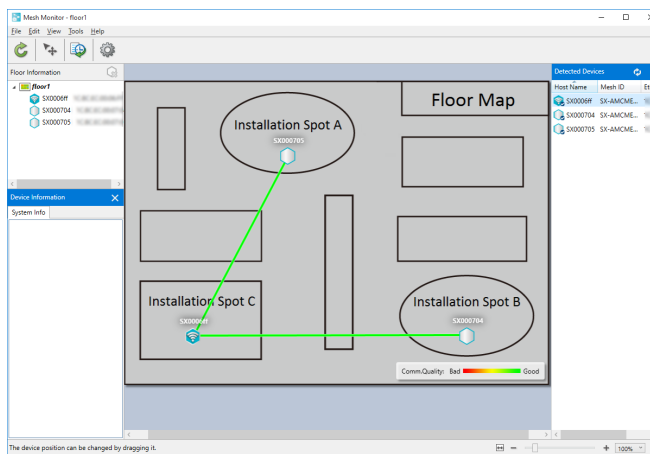 Mesh Monitor - floor1
File Edit View Tools Help
Floor Information
floor1
SX0006ff
SX000704
SX000705
Device Information
System Info
Floor Map
Installation Spot A
SX000705
Installation Spot C
SX0006ff
Installation Spot B
SX000704
Comm.Quality: Bad Good
Detected Devices
Host Name Mesh ID Et
SX0006ff SX-AMCME...
SX000704 SX-AMCME...
SX000705 SX-AMCME...
The device position can be changed by dragging it.
100%